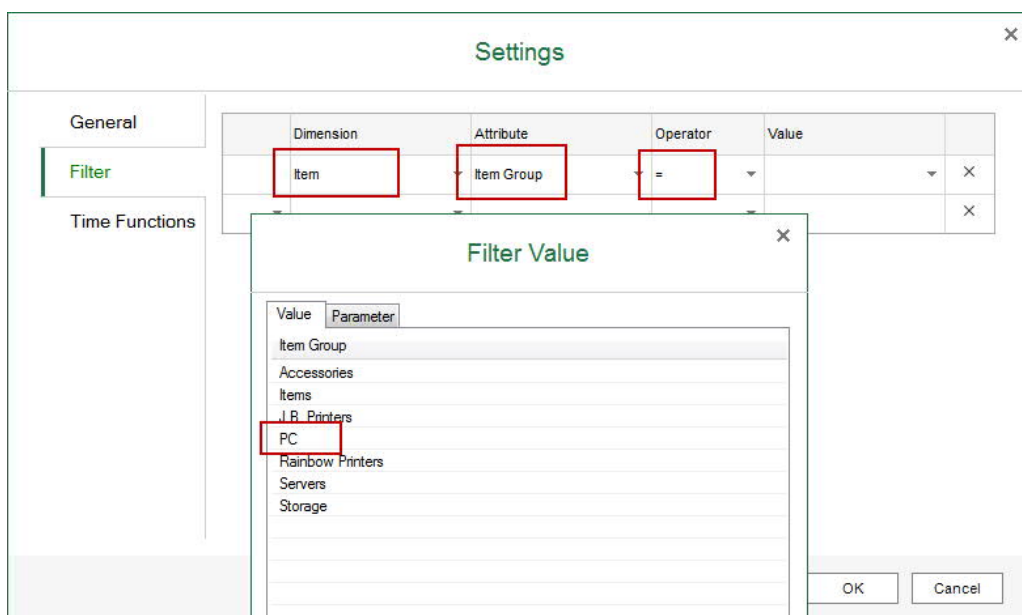 Settings
General
Filter
Time Functions
Dimension Attribute Operator Value
Item Item Group =
Filter Value
Value Parameter
Item Group
Accessories
Items
J.B. Printers
PC
Rainbow Printers
Servers
Storage
OK Cancel